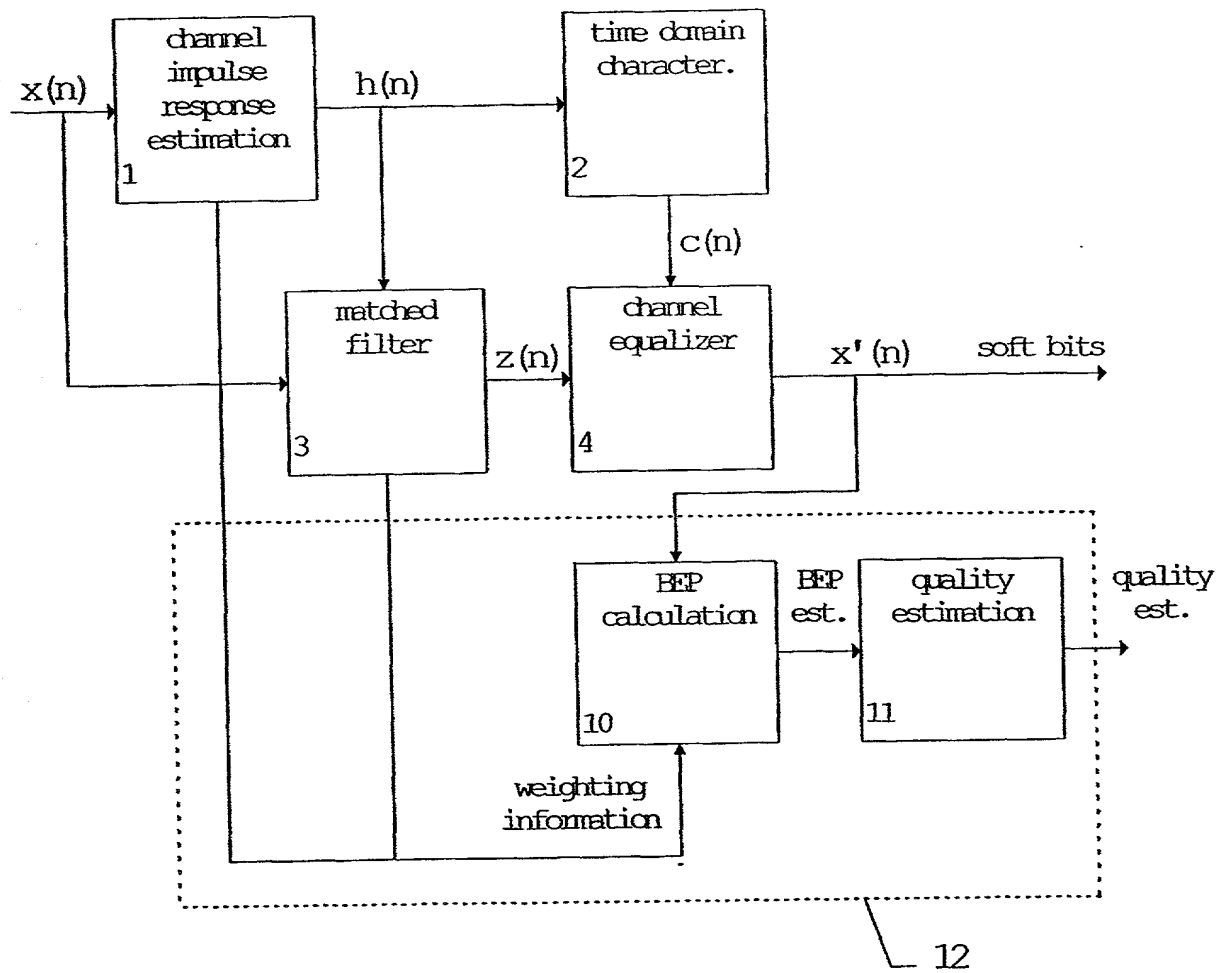 channel
impulse
response
estimation
1
time domain
character.
2
x(n)
h(n)
c(n)
matched
filter
3
z(n)
channel
equalizer
4
x'(n)
soft bits
BEP
calculation
10
BEP
est.
quality
estimation
11
quality
est.
weighting
information
12